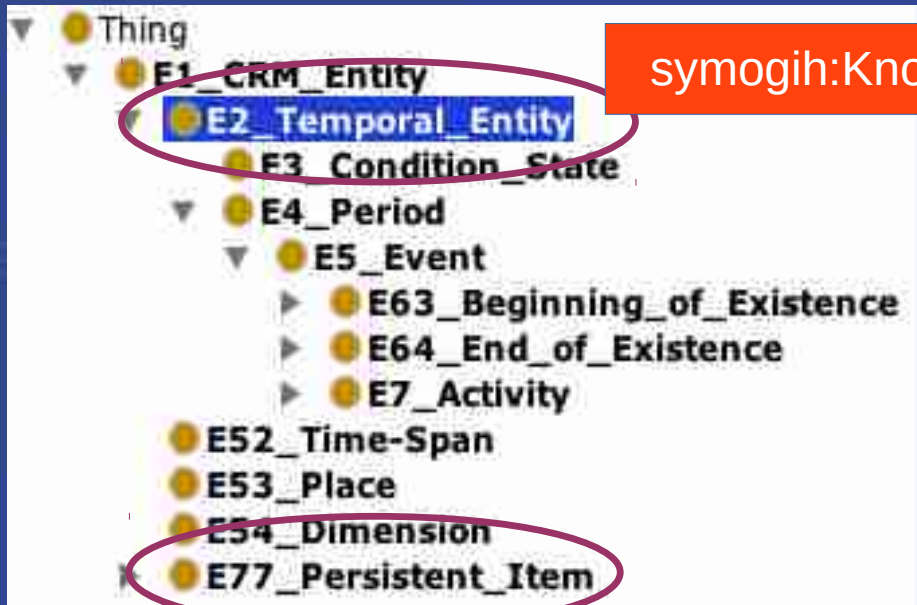 Thing
E1_CRM_Entity
symogih:Kno
E2_Temporal_Entity
E3_Condition_State
E4_Period
E5_Event
E63_Beginning_of_Existence
E64_End_of_Existence
E7_Activity
E52_Time-Span
E53_Place
E54_Dimension
E77_Persistent_Item